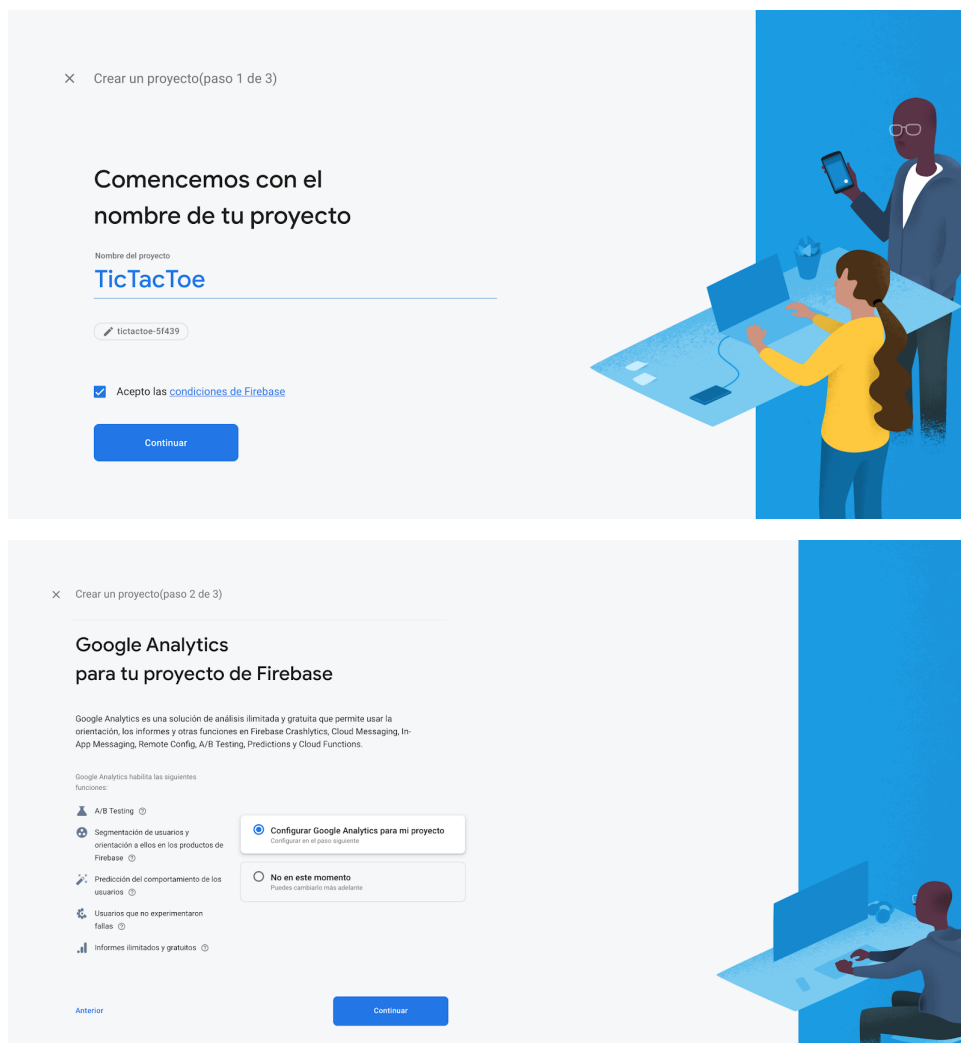 Crear un proyecto(paso 1 de 3)
Comencemos con el
nombre de tu proyecto
Nombre del proyecto
TicTacToe
tictactoe-5f439
Acepto las condiciones de Firebase
Continuar
Crear un proyecto(paso 2 de 3)
Google Analytics
para tu proyecto de Firebase
Google Analytics es una solución de análisis ilimitada y gratuita que permite usar la
orientación, los informes y otras funciones en Firebase Crashlytics, Cloud Messaging, In-
App Messaging, Remote Config, A/B Testing, Predictions y Cloud Functions.
Google Analytics habilita las siguientes
funciones:
A/B Testing
Segmentación de usuarios y
orientación a ellos en los productos de
Firebase
Predicción del comportamiento de los
usuarios
Usuarios que no experimentaron
fallas
Informes ilimitados y gratuitos
Configurar Google Analytics para mi proyecto
Configurar en el paso siguiente
No en este momento
Puedes cambiarlo más adelante
Anterior
Continuar